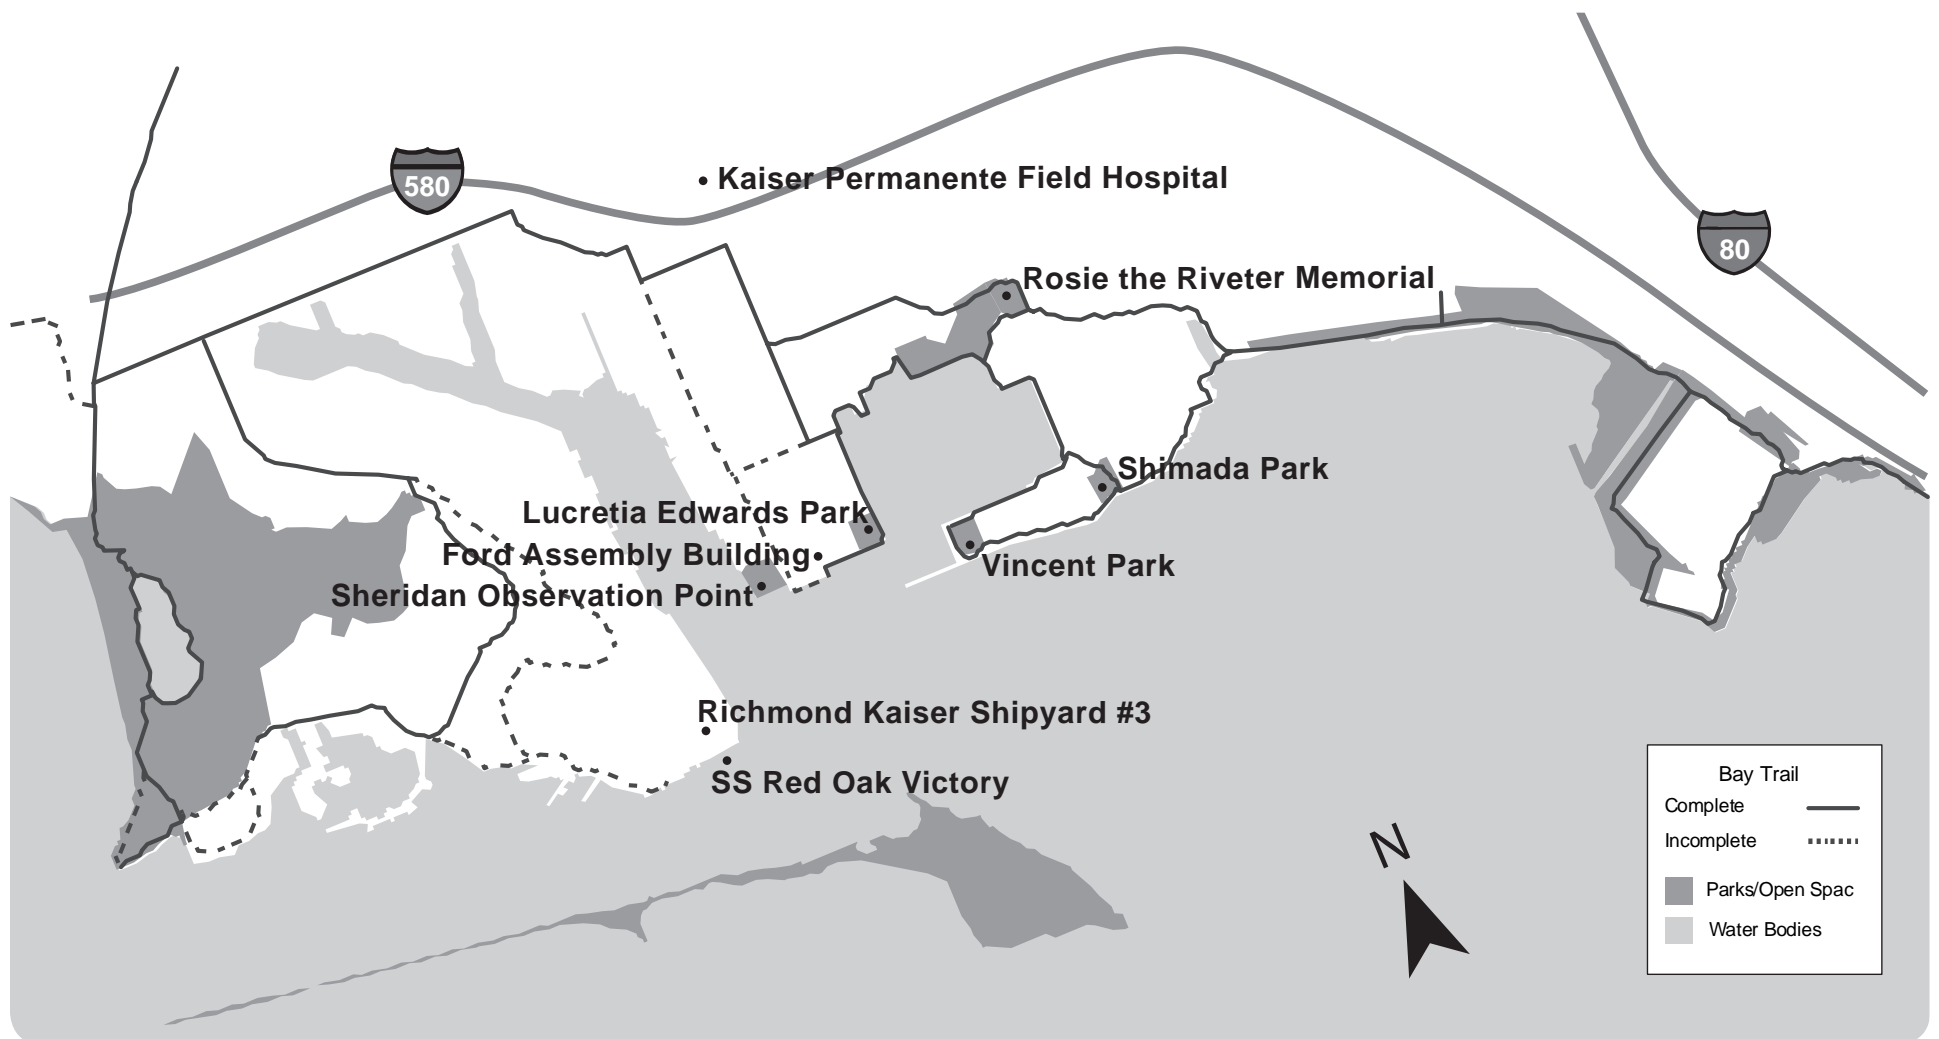 580
Kaiser Permanente Field Hospital
80
Rosie the Riveter Memorial
Shimada Park
Lucretia Edwards Park
Ford Assembly Building
Vincent Park
Sheridan Observation Point
Richmond Kaiser Shipyard #3
SS Red Oak Victory
N
Bay Trail
Complete
Incomplete
Parks/Open Spac
Water Bodies